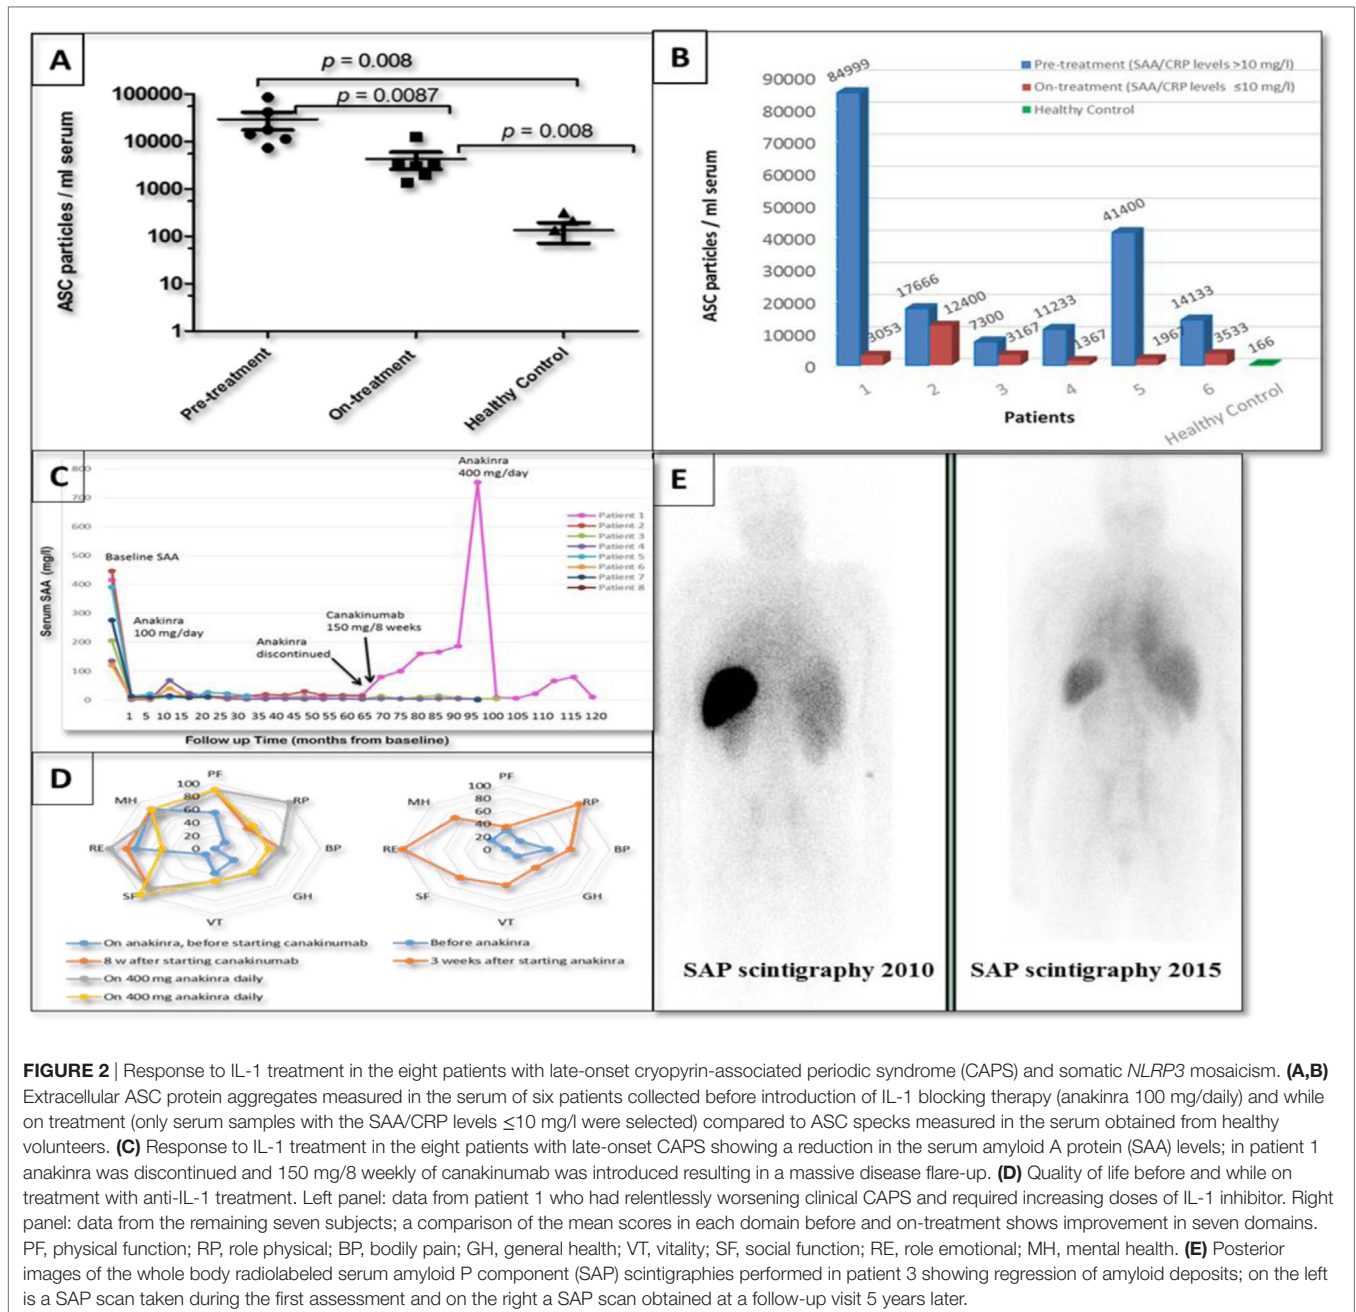 A
p = 0.008
p = 0.0087
p = 0.008
ASC particles / ml serum
100000
10000
1000
100
10
1
Pre-treatment
On-treatment
Healthy Control
B
Pre-treatment (SAA/CRP levels >10 mg/l)
On-treatment (SAA/CRP levels ≤10 mg/l)
Healthy Control
ASC particles / ml serum
90000
80000
70000
60000
50000
40000
30000
20000
10000
0
84999
3053
17666
12400
7300
3167
11233
1367
41400
1967
14133
3533
166
1 2 3 4 5 6 Healthy Control
Patients
C
Serum SAA (mg/l)
800
700
600
500
400
300
200
100
0
Baseline SAA
Anakinra
100 mg/day
Anakinra
discontinued
Canakinumab
150 mg/8 weeks
Anakinra
400 mg/day
Patient 1
Patient 2
Patient 3
Patient 4
Patient 5
Patient 6
Patient 7
Patient 8
1 5 10 15 20 25 30 35 40 45 50 55 60 65 70 75 80 85 90 95 100 105 110 115 120
Follow up Time (months from baseline)
D
PF
RP
BP
GH
VT
SF
RE
MH
100
80
60
40
20
0
On anakinra, before starting canakinumab
8 w after starting canakinumab
On 400 mg anakinra daily
On 400 mg anakinra daily
PF
RP
BP
GH
VT
SF
RE
MH
100
80
60
40
20
0
Before anakinra
3 weeks after starting anakinra
E
SAP scintigraphy 2010
SAP scintigraphy 2015
FIGURE 2 | Response to IL-1 treatment in the eight patients with late-onset cryopyrin-associated periodic syndrome (CAPS) and somatic NLRP3 mosaicism. (A,B)
Extracellular ASC protein aggregates measured in the serum of six patients collected before introduction of IL-1 blocking therapy (anakinra 100 mg/daily) and while
on treatment (only serum samples with the SAA/CRP levels ≤10 mg/l were selected) compared to ASC specks measured in the serum obtained from healthy
volunteers. (C) Response to IL-1 treatment in the eight patients with late-onset CAPS showing a reduction in the serum amyloid A protein (SAA) levels; in patient 1
anakinra was discontinued and 150 mg/8 weekly of canakinumab was introduced resulting in a massive disease flare-up. (D) Quality of life before and while on
treatment with anti-IL-1 treatment. Left panel: data from patient 1 who had relentlessly worsening clinical CAPS and required increasing doses of IL-1 inhibitor. Right
panel: data from the remaining seven subjects; a comparison of the mean scores in each domain before and on-treatment shows improvement in seven domains.
PF, physical function; RP, role physical; BP, bodily pain; GH, general health; VT, vitality; SF, social function; RE, role emotional; MH, mental health. (E) Posterior
images of the whole body radiolabeled serum amyloid P component (SAP) scintigraphies performed in patient 3 showing regression of amyloid deposits; on the left
is a SAP scan taken during the first assessment and on the right a SAP scan obtained at a follow-up visit 5 years later.